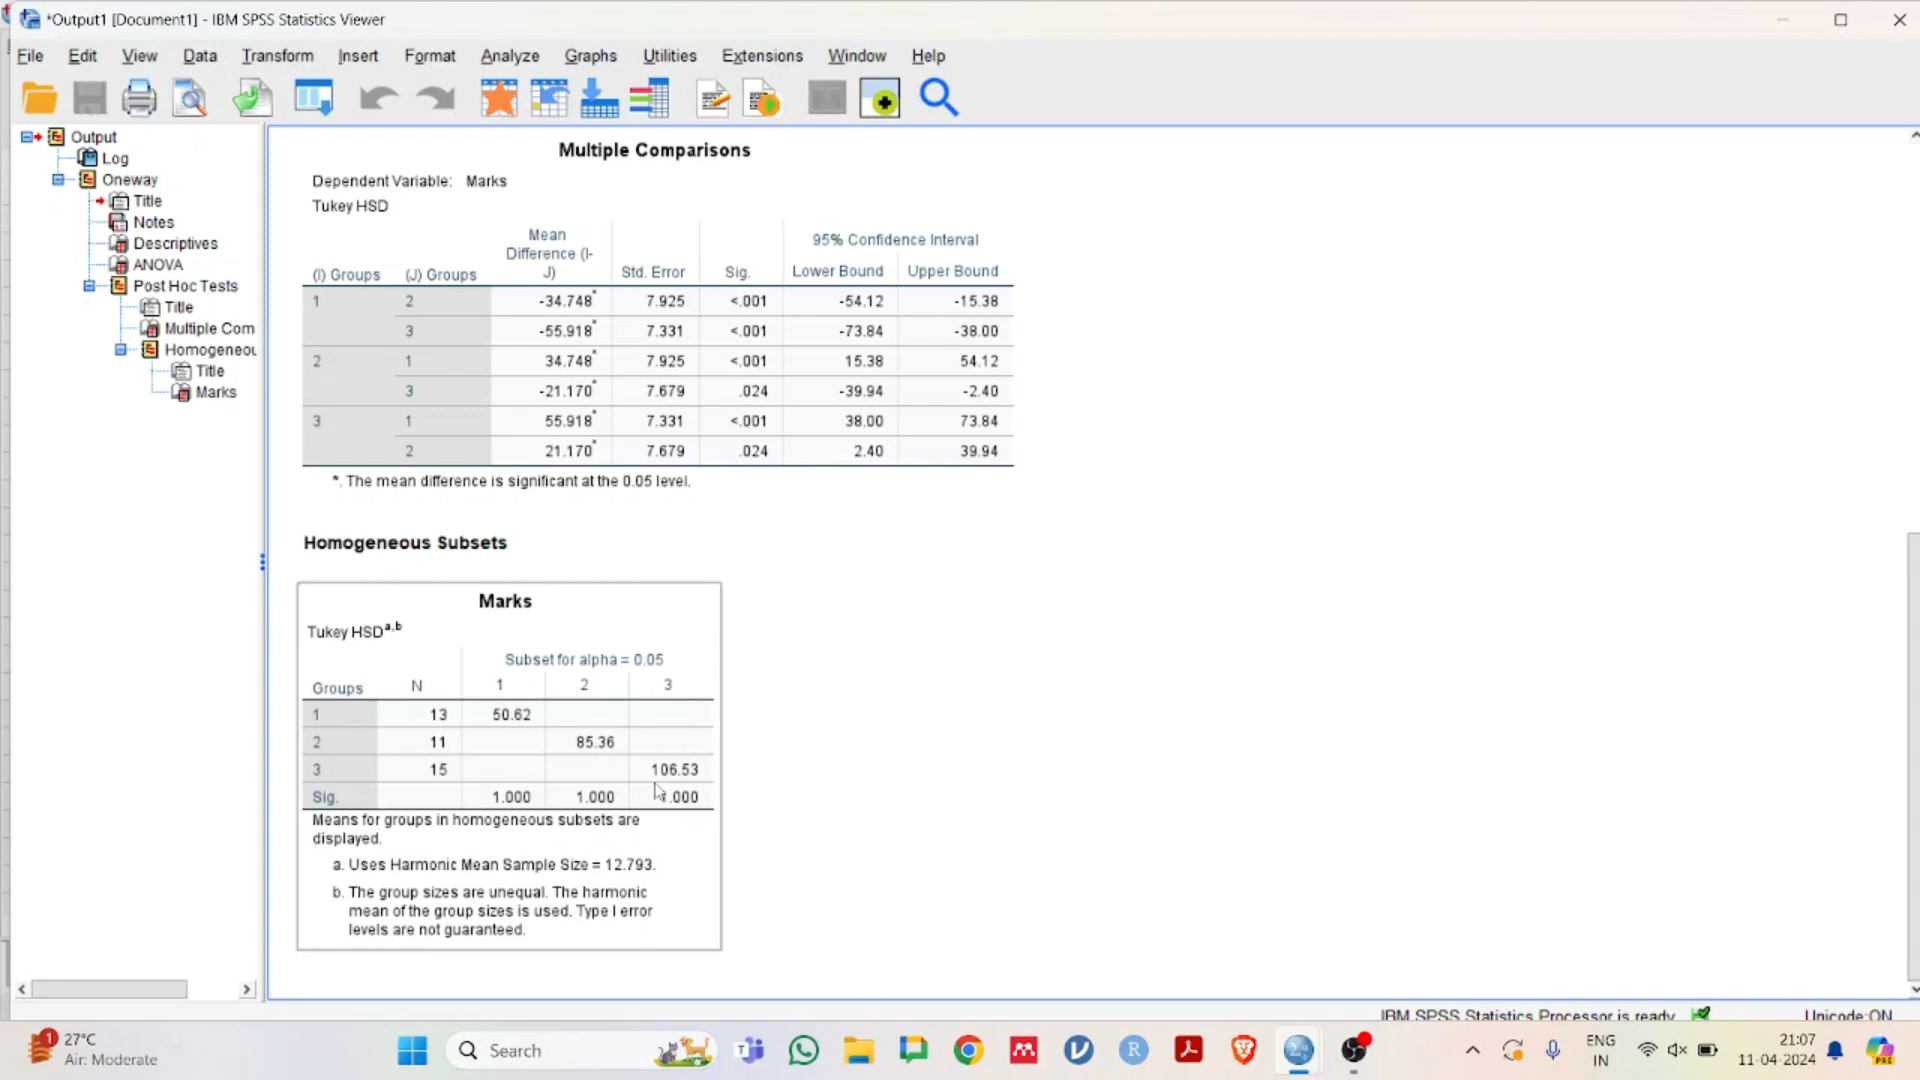 *Output1 [Document1] - IBM SPSS Statistics Viewer
File Edit View Data Transform Insert Format Analyze Graphs Utilities Extensions Window Help
Output
Log
Oneway
Title
Notes
Descriptives
ANOVA
Post Hoc Tests
Title
Multiple Com
Homogeneou
Title
Marks
Multiple Comparisons
Dependent Variable: Marks
Tukey HSD
(I) Groups (J) Groups Mean Difference (I-J) Std. Error Sig. 95% Confidence Interval
Lower Bound Upper Bound
1 2 -34.748* 7.925 <.001 -54.12 -15.38
3 -55.918* 7.331 <.001 -73.84 -38.00
2 1 34.748* 7.925 <.001 15.38 54.12
3 -21.170* 7.679 .024 -39.94 -2.40
3 1 55.918* 7.331 <.001 38.00 73.84
2 21.170* 7.679 .024 2.40 39.94
*. The mean difference is significant at the 0.05 level.
Homogeneous Subsets
Marks
Tukey HSDa,b
Subset for alpha = 0.05
Groups N 1 2 3
1 13 50.62
2 11 85.36
3 15 106.53
Sig. 1.000 1.000 1.000
Means for groups in homogeneous subsets are
displayed.
a. Uses Harmonic Mean Sample Size = 12.793.
b. The group sizes are unequal. The harmonic
mean of the group sizes is used. Type I error
levels are not guaranteed.
IBM SPSS Statistics Processor is ready
Unicode:ON
1
27°C
Air: Moderate
Search
R
ENG
IN
21:07
11-04-2024
PRE